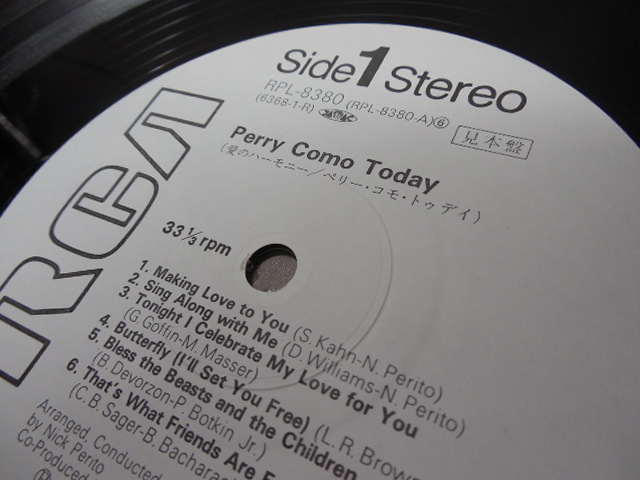 Side 1 Stereo
RPL-8380 (RPL-8380-A)⑥
(6368-1-R)
見本盤
RCA
Perry Como Today
(愛のハーモニー/ペリー・コモ・トゥデイ)
33 1/3 rpm
1. Making Love to You (S. Kahn-N. Perito)
2. Sing Along with Me (D. Williams-N. Perito)
3. Tonight I Celebrate My Love for You
(G. Goffin-M. Masser)
4. Butterfly (I'll Set You Free) (L. R. Brown
5. Bless the Beasts and the Children
(B. Devorzon-P. Botkin Jr.)
6. That's What Friends Are
(C. B. Sager-B. Bacharac
Arranged, Conducted
by Nick Perito
Co-Produced